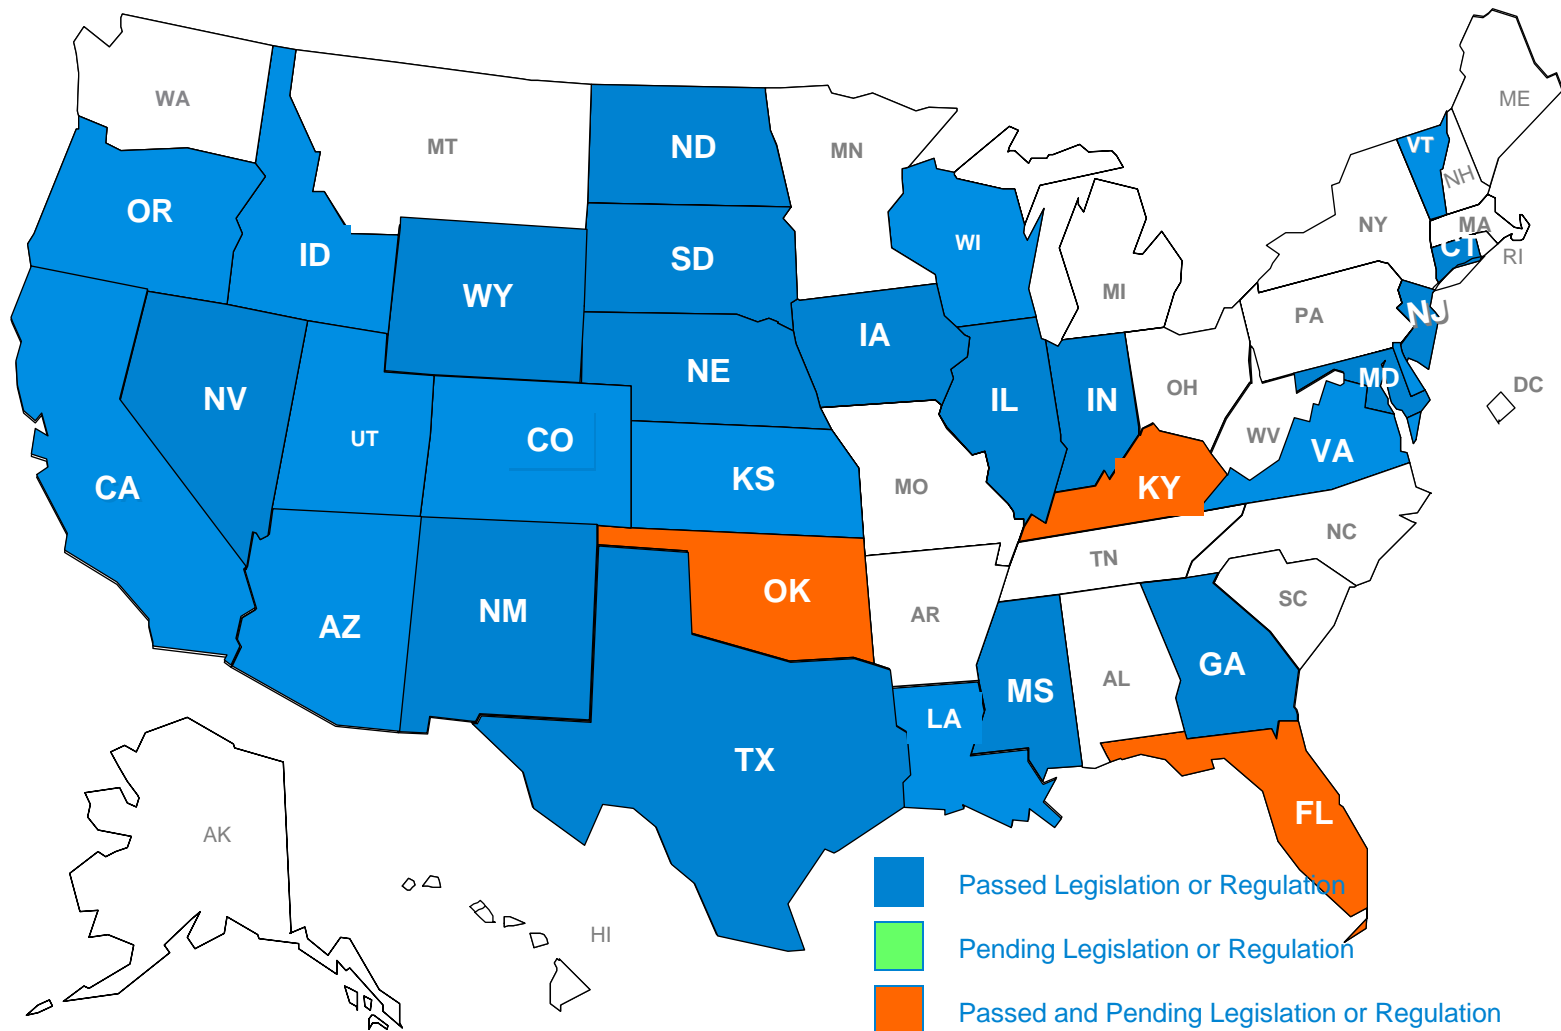 WA
MT
ND
MN
ME
VT
NH
OR
ID
SD
WI
NY
MA
CT
RI
WY
MI
IA
PA
NJ
NV
NE
IL
IN
OH
MD
DC
UT
CO
KS
WV
VA
CA
MO
KY
NC
OK
TN
SC
AZ
NM
AR
GA
MS
AL
LA
TX
FL
AK
HI
Passed Legislation or Regulation
Pending Legislation or Regulation
Passed and Pending Legislation or Regulation